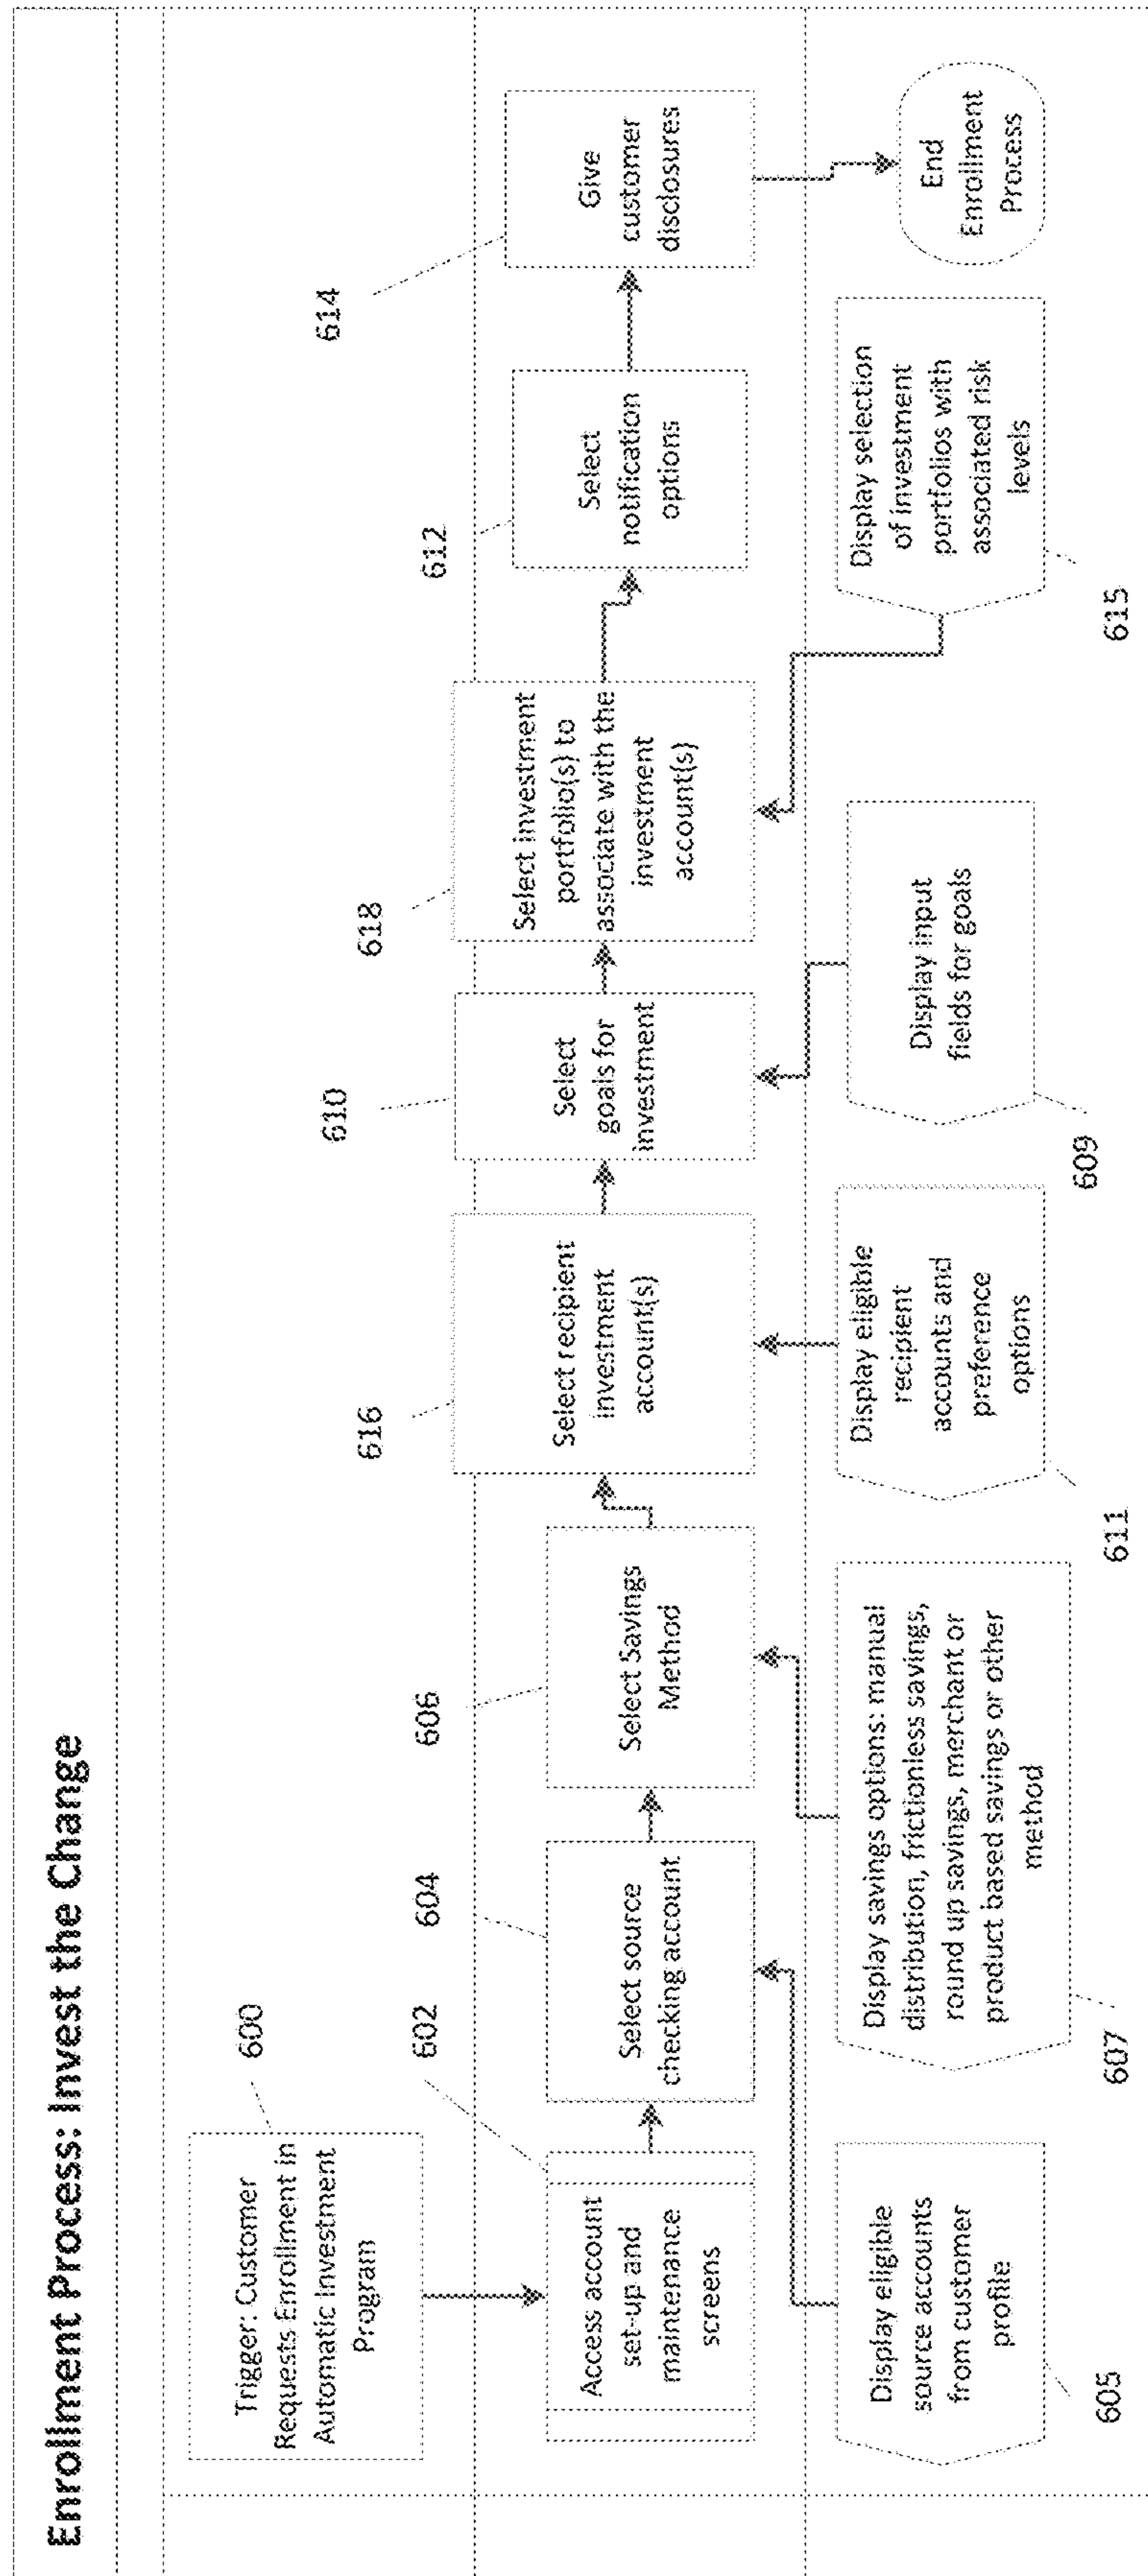 Enrollment Process: Invest the Change
600
Trigger: Customer
Requests Enrollment in
Automatic Investment
Program
602
Access account
set-up and
maintenance
screens
604
Select source
checking account
606
Select Savings
Method
616
Select recipient
investment
account(s)
610
Select
goals for
investment
618
Select investment
portfolio(s) to
associate with the
investment
account(s)
612
Select
notification
options
614
Give
customer
disclosures
Display eligible
source accounts
from customer
profile
605
Display savings options: manual
distribution, frictionless savings,
round up savings, merchant or
product based savings or other
method
607
Display eligible
recipient
accounts and
preference
options
611
Display input
fields for goals
609
Display selection
of investment
portfolios with
associated risk
levels
615
End
Enrollment
Process